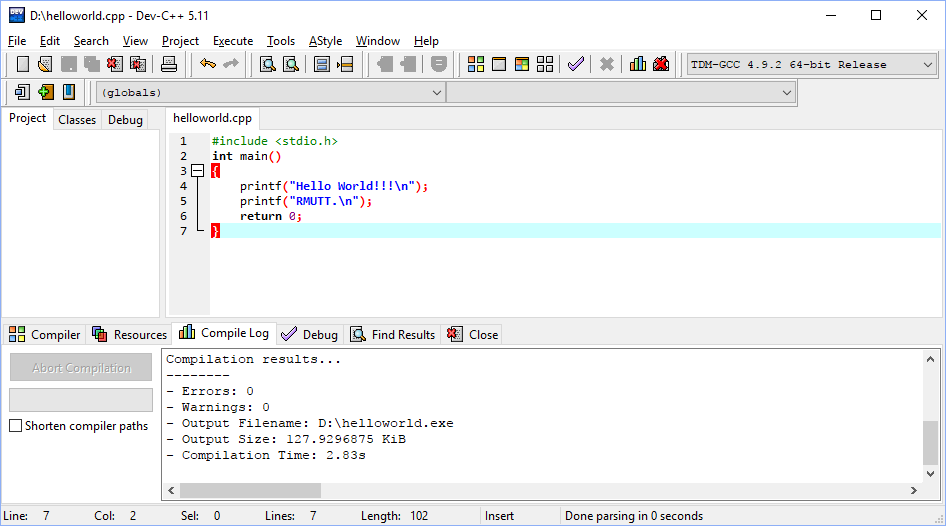 D:\helloworld.cpp - Dev-C++ 5.11
File Edit Search View Project Execute Tools AStyle Window Help
TDM-GCC 4.9.2 64-bit Release
(globals)
Project Classes Debug
helloworld.cpp
1 #include <stdio.h>
2 int main()
3 {
4 printf("Hello World!!!\n");
5 printf("RMUTT.\n");
6 return 0;
7 }
Compiler Resources Compile Log Debug Find Results Close
Abort Compilation
Shorten compiler paths
Compilation results...
--------
- Errors: 0
- Warnings: 0
- Output Filename: D:\helloworld.exe
- Output Size: 127.9296875 KiB
- Compilation Time: 2.83s
Line: 7 Col: 2 Sel: 0 Lines: 7 Length: 102 Insert Done parsing in 0 seconds